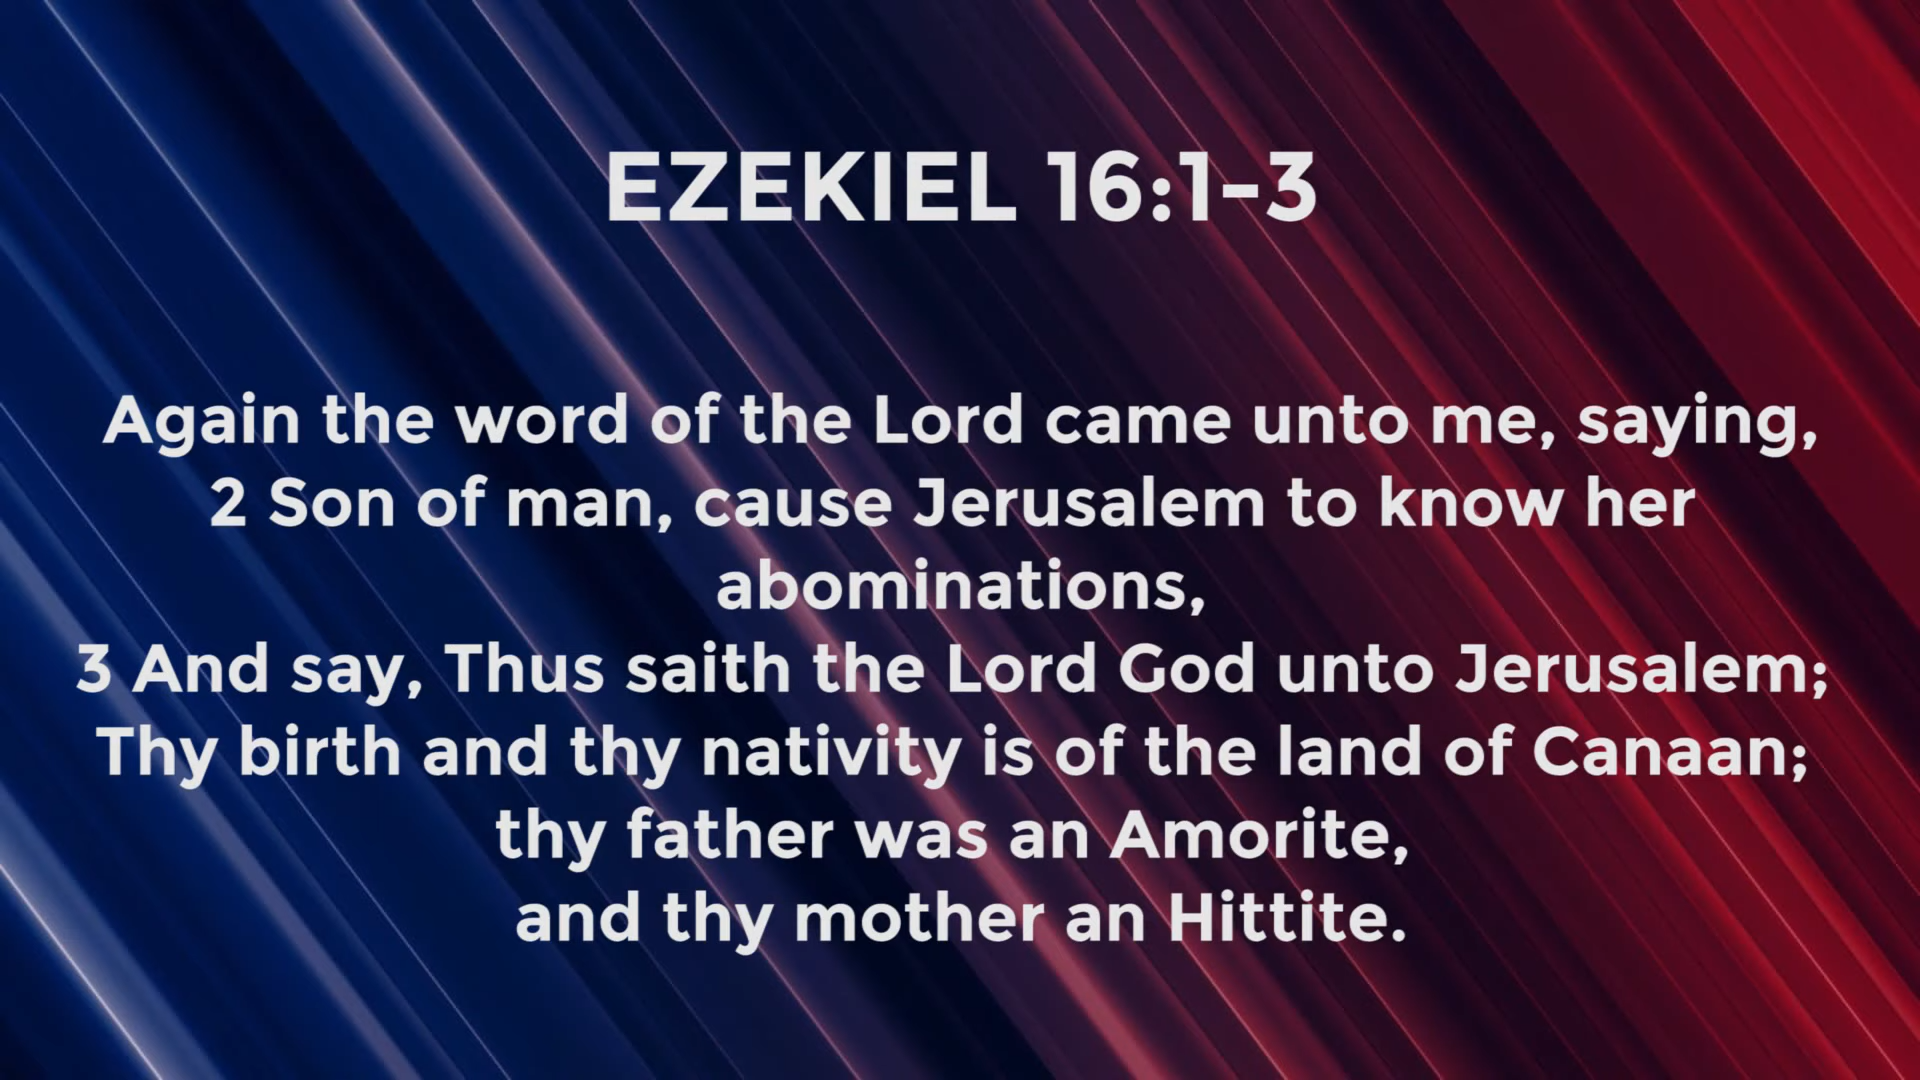 EZEKIEL 16:1-3
Again the word of the Lord came unto me, saying,
2 Son of man, cause Jerusalem to know her
abominations,
3 And say, Thus saith the Lord God unto Jerusalem;
Thy birth and thy nativity is of the land of Canaan;
thy father was an Amorite,
and thy mother an Hittite.